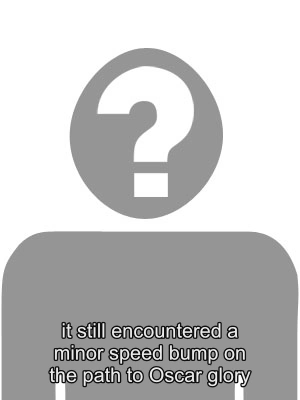 ?
it still encountered a
minor speed bump on
the path to Oscar glory